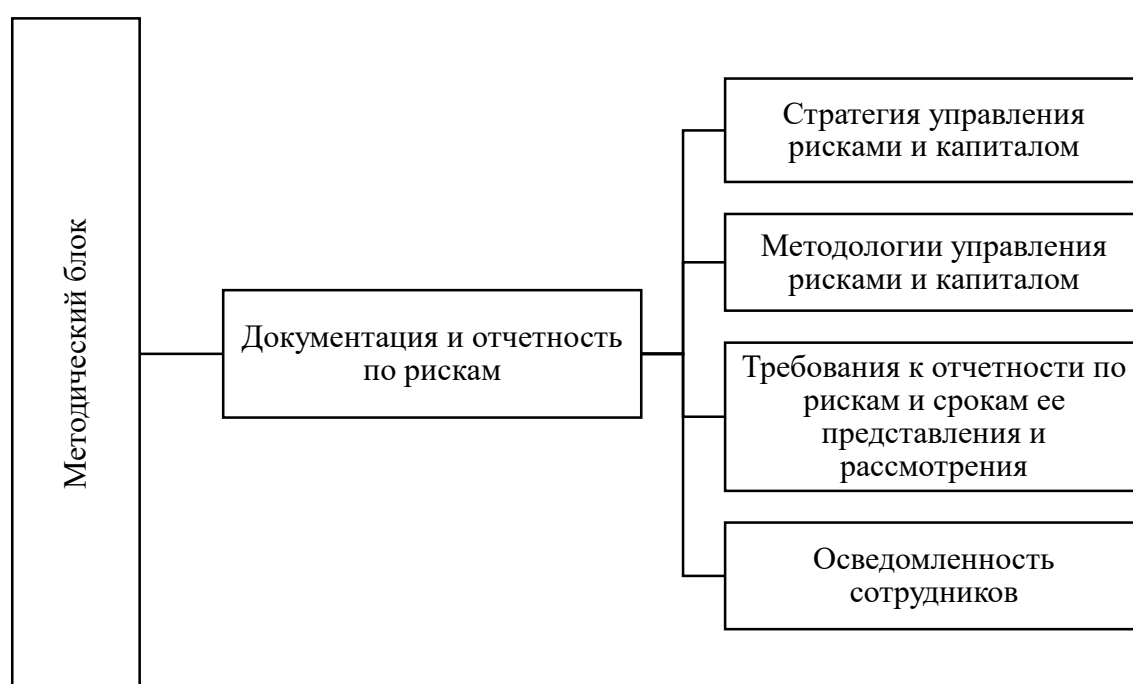 Методический блок
Документация и отчетность
по рискам
Стратегия управления
рисками и капиталом
Методологии управления
рисками и капиталом
Требования к отчетности по
рискам и срокам ее
представления и
рассмотрения
Осведомленность
сотрудников